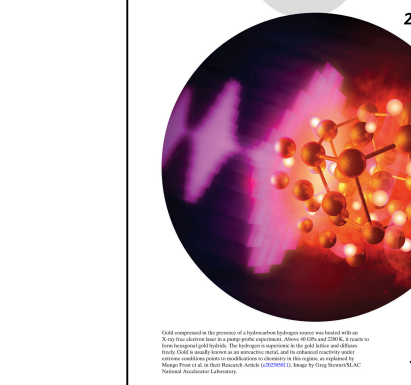 2
Gold compressed in the presence of a hydrocarbon hydrogen source was heated with an
X-ray free electron laser in a pump-probe experiment. Above 40 GPa and 2200 K, it reacts to
form hexagonal gold hydride. The hydrogen is superionic in the gold lattice and diffuses
freely. Gold is usually known as an unreactive metal, and its enhanced reactivity under
extreme conditions points to modifications to chemistry in this regime, as explained by
Mungo Frost et al. in their Research Article (e202505811). Image by Greg Stewart/SLAC
National Accelerator Laboratory.